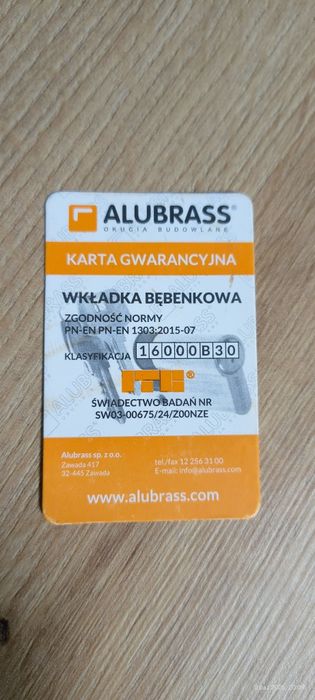 ALUBRASS®
OKUCIA BUDOWLANE
KARTA GWARANCYJNA
WKŁADKA BĘBENKOWA
ZGODNOŚĆ NORMY
PN-EN PN-EN 1303:2015-07
KLASYFIKACJA 16000B30
ŚWIADECTWO BADAŃ NR
SW03-00675/24/Z00NZE
Alubrass sp. z o.o.
Zawada 417
32-445 Zawada
tel./fax 12 256 31 00
E-mail: info@alubrass.com
www.alubrass.com